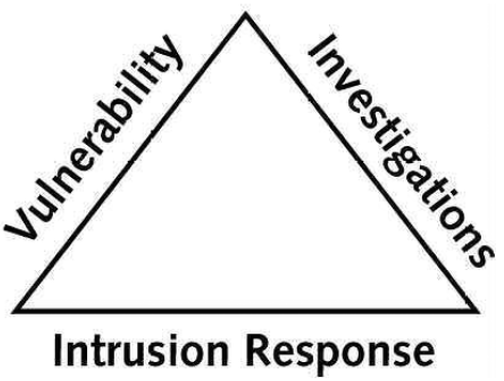 Vulnerability
Investigations
Intrusion Response